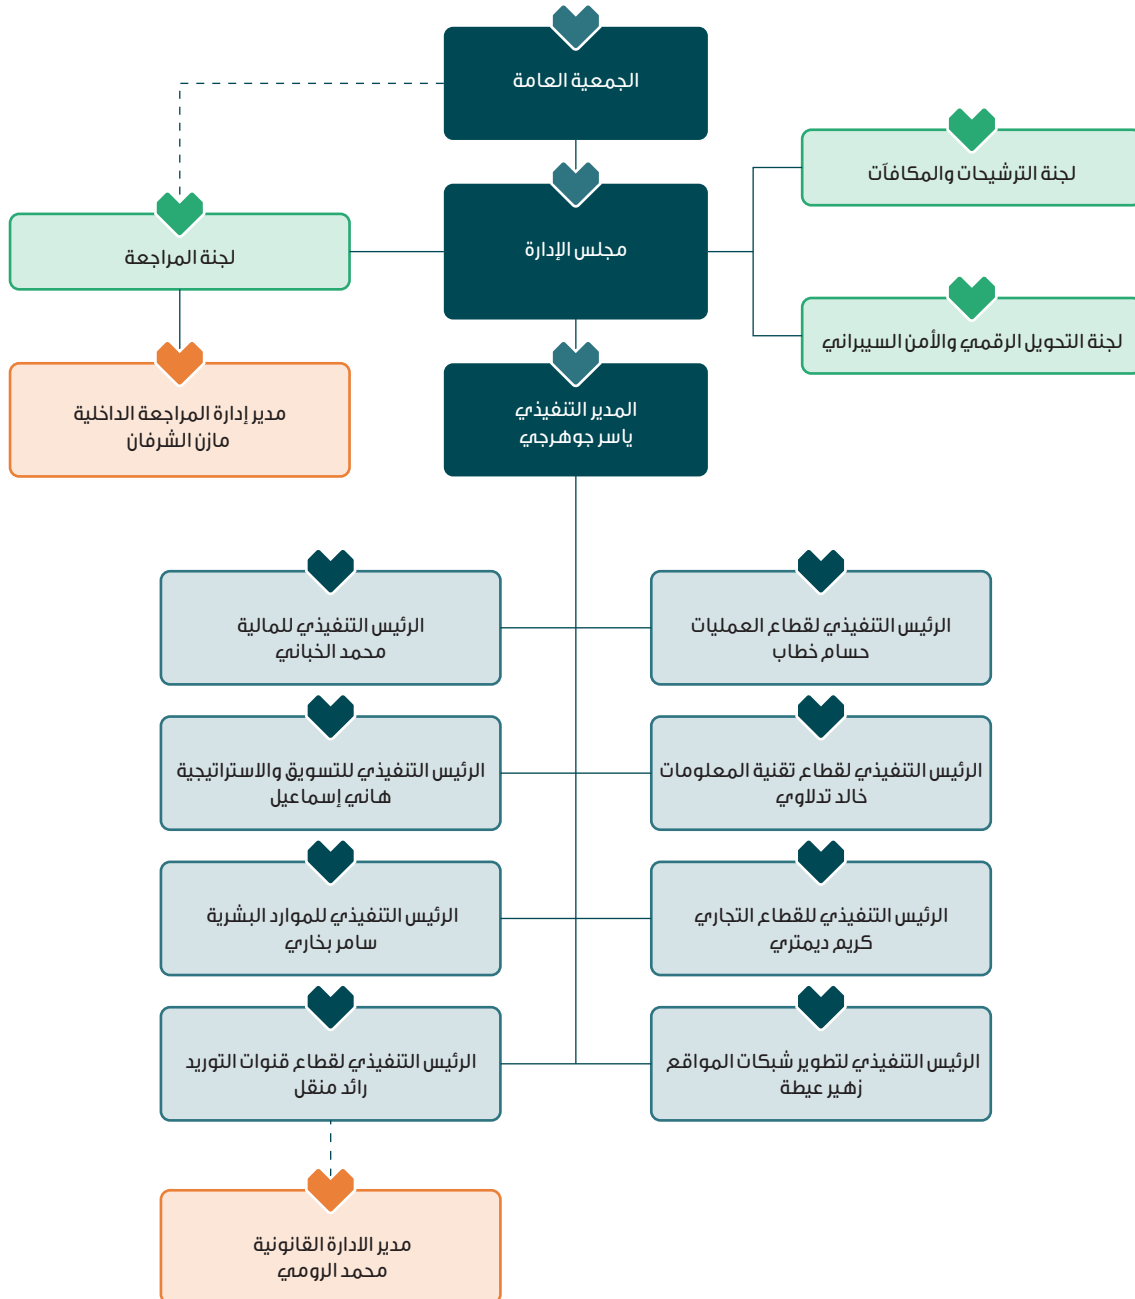 الجمعية العامة
لجنة الترشيحات والمكافآت
مجلس الإدارة
لجنة المراجعة
لجنة التحويل الرقمي والأمن السيبراني
المدير التنفيذي
ياسر جوهرجي
مدير إدارة المراجعة الداخلية
مازن الشرفان
الرئيس التنفيذي لقطاع العمليات
حسام خطاب
الرئيس التنفيذي للمالية
محمد الخباني
الرئيس التنفيذي لقطاع تقنية المعلومات
خالد تدلاوي
الرئيس التنفيذي للتسويق والاستراتيجية
هاني إسماعيل
الرئيس التنفيذي للقطاع التجاري
كريم ديمتري
الرئيس التنفيذي للموارد البشرية
سامر بخاري
الرئيس التنفيذي لتطوير شبكات المواقع
زهير عيطة
الرئيس التنفيذي لقطاع قنوات التوريد
رائد منقل
مدير الادارة القانونية
محمد الرومي